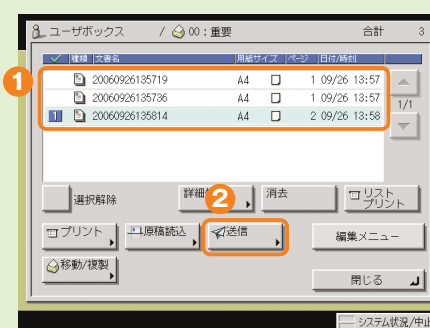 ユーザボックス / 00：重要 合計 3
✓ 種類 文書名 用紙サイズ ページ 日付/時刻
1
20060926135719 A4 1 09/26 13:57
20060926135736 A4 1 09/26 13:57
1 20060926135814 A4 2 09/26 13:58
1/1
2
選択解除 詳細 消去 リスト
プリント
プリント 原稿読込 送信 編集メニュー
移動/複製 閉じる
システム状況/中止